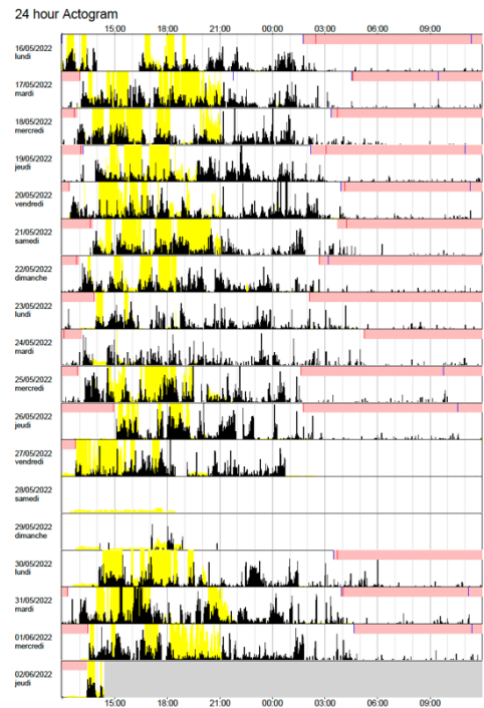 24 hour Actogram
15:00 18:00 21:00 00:00 03:00 06:00 09:00
16/05/2022
lundi
17/05/2022
mardi
18/05/2022
mercredi
19/05/2022
jeudi
20/05/2022
vendredi
21/05/2022
samedi
22/05/2022
dimanche
23/05/2022
lundi
24/05/2022
mardi
25/05/2022
mercredi
26/05/2022
jeudi
27/05/2022
vendredi
28/05/2022
samedi
29/05/2022
dimanche
30/05/2022
lundi
31/05/2022
mardi
01/06/2022
mercredi
02/06/2022
jeudi
15:00 18:00 21:00 00:00 03:00 06:00 09:00